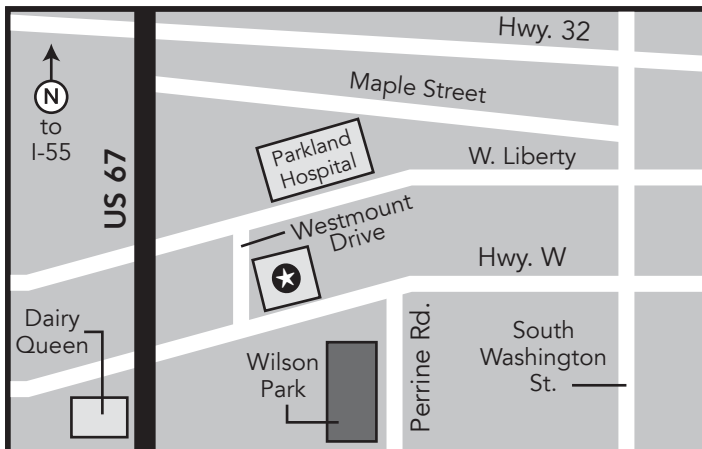 Hwy. 32
N
to
I-55
Maple Street
US 67
Parkland
Hospital
W. Liberty
Westmount
Drive
Hwy. W
Dairy
Queen
Wilson
Park
Perrine Rd.
South
Washington
St.